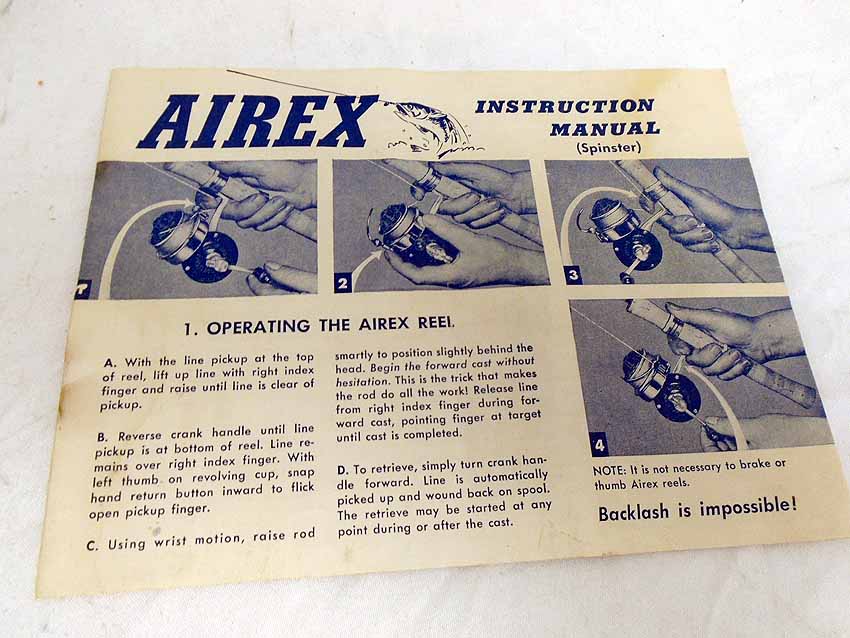 AIREX
INSTRUCTION
MANUAL
(Spinster)
2
3
4
1. OPERATING THE AIREX REEL.
A. With the line pickup at the top
of reel, lift up line with right index
finger and raise until line is clear of
pickup.
B. Reverse crank handle until line
pickup is at bottom of reel. Line re-
mains over right index finger. With
left thumb on revolving cup, snap
hand return button inward to flick
open pickup finger.
C. Using wrist motion, raise rod
smartly to position slightly behind the
head. Begin the forward cast without
hesitation. This is the trick that makes
the rod do all the work! Release line
from right index finger during for-
ward cast, pointing finger at target
until cast is completed.
D. To retrieve, simply turn crank han-
dle forward. Line is automatically
picked up and wound back on spool.
The retrieve may be started at any
point during or after the cast.
NOTE: It is not necessary to brake or
thumb Airex reels.
Backlash is impossible!